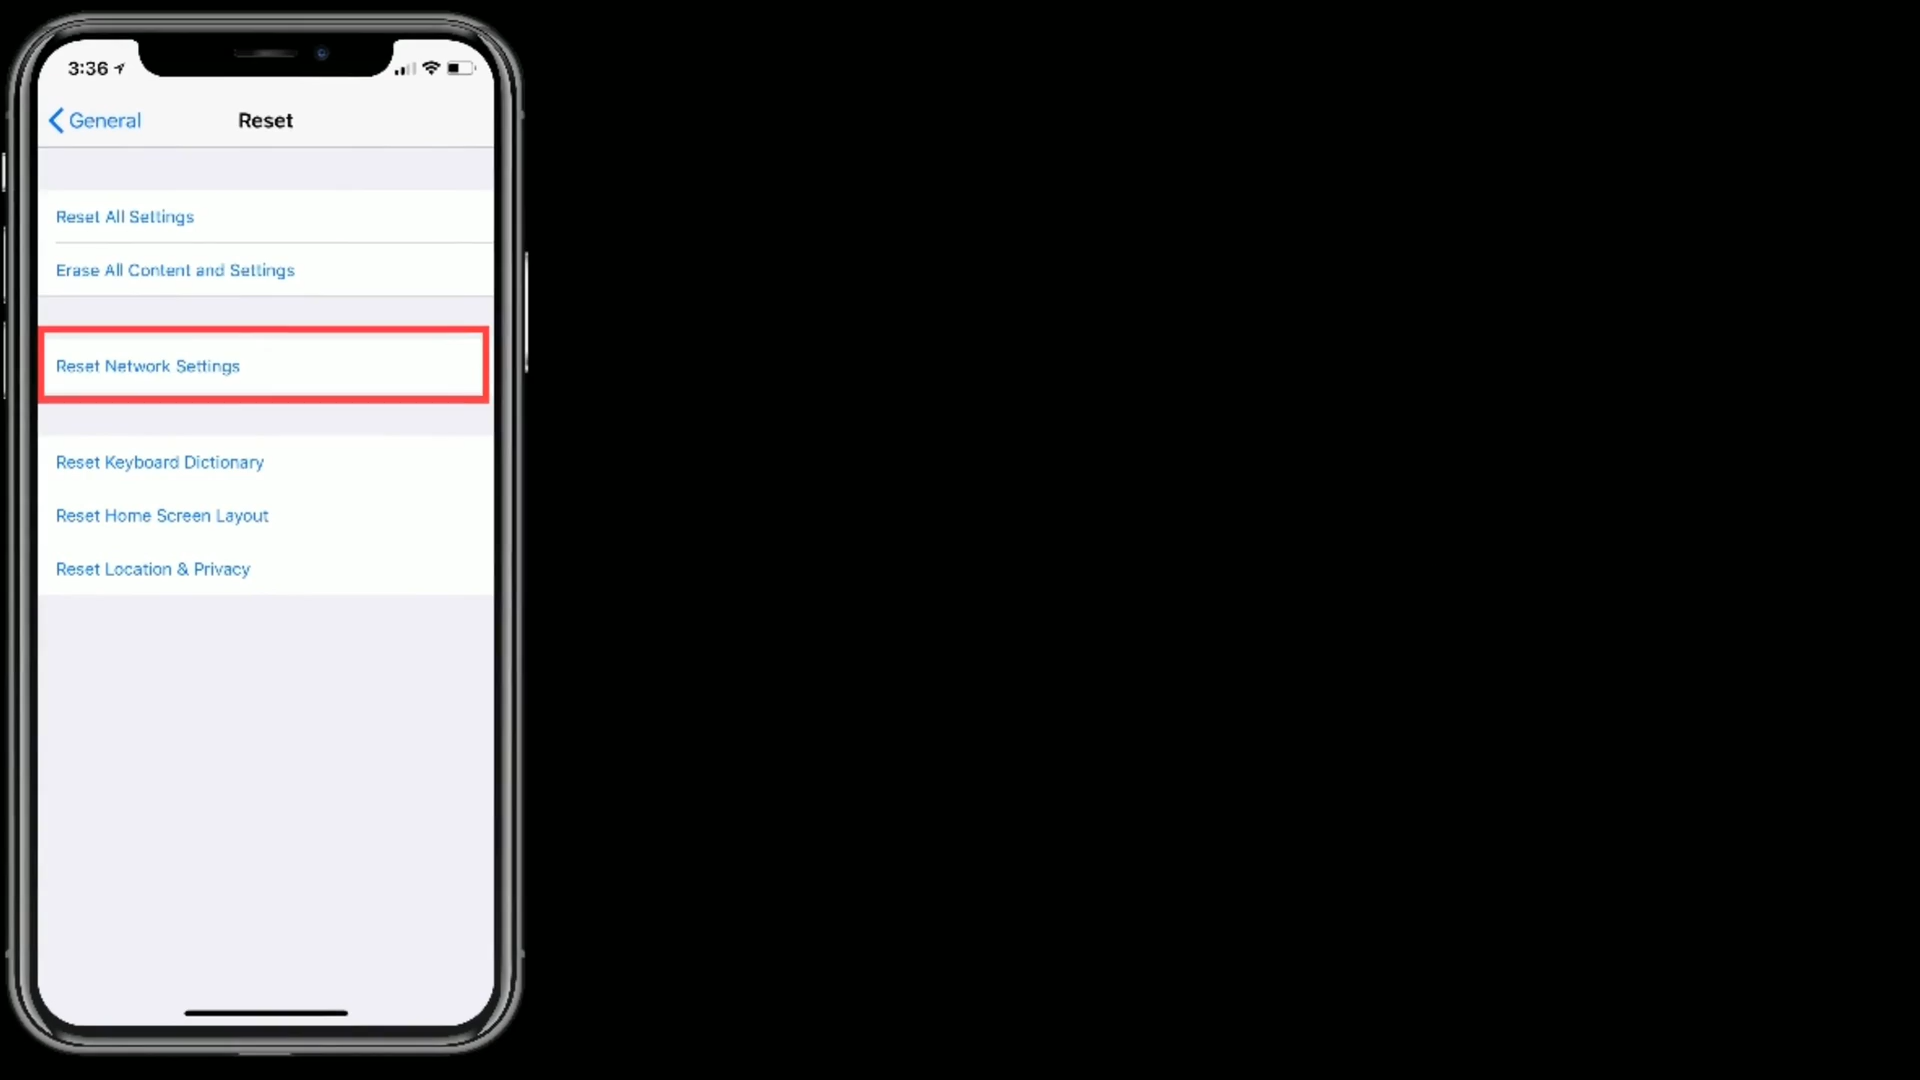 3:36
General
Reset
Reset All Settings
Erase All Content and Settings
Reset Network Settings
Reset Keyboard Dictionary
Reset Home Screen Layout
Reset Location & Privacy